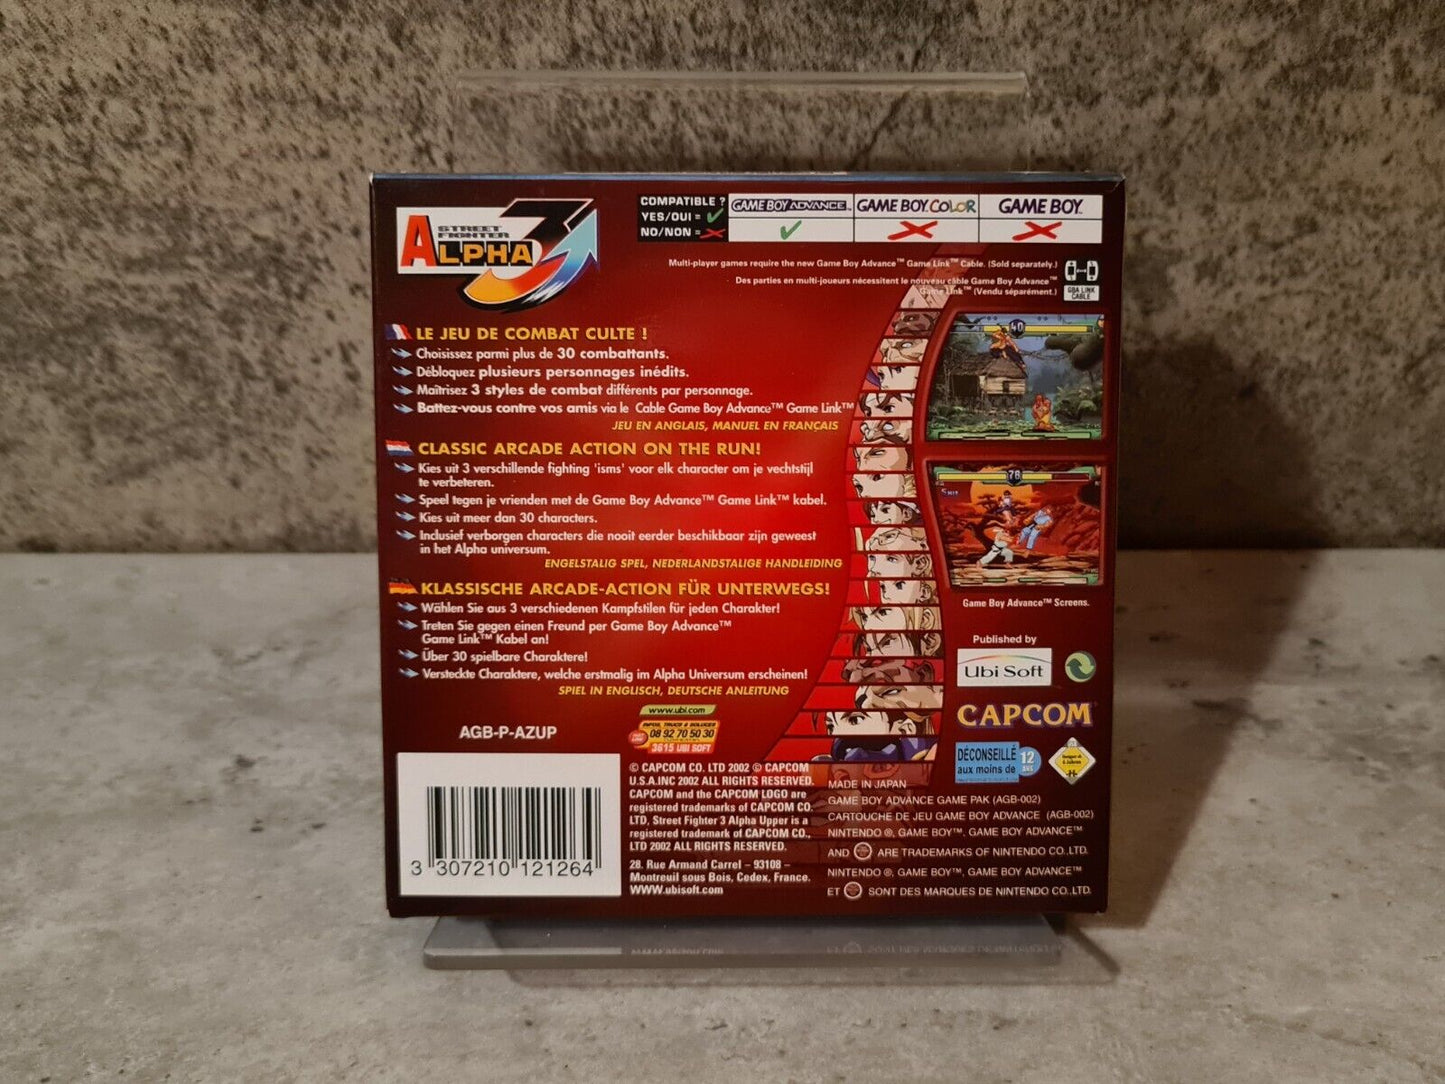 STREET
FIGHTER
ALPHA 3
COMPATIBLE ?
YES/OUI =
NO/NON =
GAME BOY ADVANCE™
GAME BOY COLOR
GAME BOY™
Multi-player games require the new Game Boy Advance™ Game Link™ Cable. (Sold separately.)
Des parties en multi-joueurs nécessitent le nouveau câble Game Boy Advance™
Game Link™ (Vendu séparément.)
GBA LINK
CABLE
LE JEU DE COMBAT CULTE !
Choisissez parmi plus de 30 combattants.
Débloquez plusieurs personnages inédits.
Maîtrisez 3 styles de combat différents par personnage.
Battez-vous contre vos amis via le Cable Game Boy Advance™ Game Link™
JEU EN ANGLAIS, MANUEL EN FRANÇAIS
CLASSIC ARCADE ACTION ON THE RUN!
Kies uit 3 verschillende fighting 'isms' voor elk character om je vechtstijl
te verbeteren.
Speel tegen je vrienden met de Game Boy Advance™ Game Link™ kabel.
Kies uit meer dan 30 characters.
Inclusief verborgen characters die nooit eerder beschikbaar zijn geweest
in het Alpha universum.
ENGELSTALIG SPEL, NEDERLANDSTALIGE HANDLEIDING
KLASSISCHE ARCADE-ACTION FÜR UNTERWEGS!
Wählen Sie aus 3 verschiedenen Kampfstilen für jeden Charakter!
Treten Sie gegen einen Freund per Game Boy Advance™
Game Link™ Kabel an!
Über 30 spielbare Charaktere!
Versteckte Charaktere, welche erstmalig im Alpha Universum erscheinen!
SPIEL IN ENGLISCH, DEUTSCHE ANLEITUNG
40
78
Game Boy Advance™ Screens.
Published by
Ubi Soft
CAPCOM
DÉCONSEILLÉ
aux moins de
12
ANS
AGB-P-AZUP
3 307210 121264
www.ubi.com
INFOS, TRUCS & SOLUCES
08 92 70 50 30
3615 UBI SOFT
© CAPCOM CO. LTD 2002 © CAPCOM
U.S.A.INC 2002 ALL RIGHTS RESERVED.
CAPCOM and the CAPCOM LOGO are
registered trademarks of CAPCOM CO.
LTD, Street Fighter 3 Alpha Upper is a
registered trademark of CAPCOM CO.,
LTD 2002 ALL RIGHTS RESERVED.
28. Rue Armand Carrel – 93108 –
Montreuil sous Bois, Cedex, France.
WWW.ubisoft.com
MADE IN JAPAN
GAME BOY ADVANCE GAME PAK (AGB-002)
CARTOUCHE DE JEU GAME BOY ADVANCE (AGB-002)
NINTENDO ®, GAME BOY™, GAME BOY ADVANCE™
AND ARE TRADEMARKS OF NINTENDO CO.,LTD.
NINTENDO ®, GAME BOY™, GAME BOY ADVANCE™
ET SONT DES MARQUES DE NINTENDO CO.,LTD.